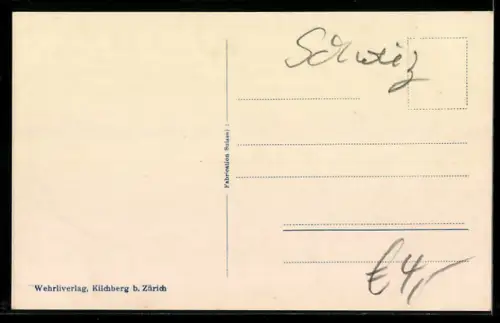 Schweiz
Fabrication Suisse
€ 4,-
Wehrliverlag, Kilchberg b. Zürich